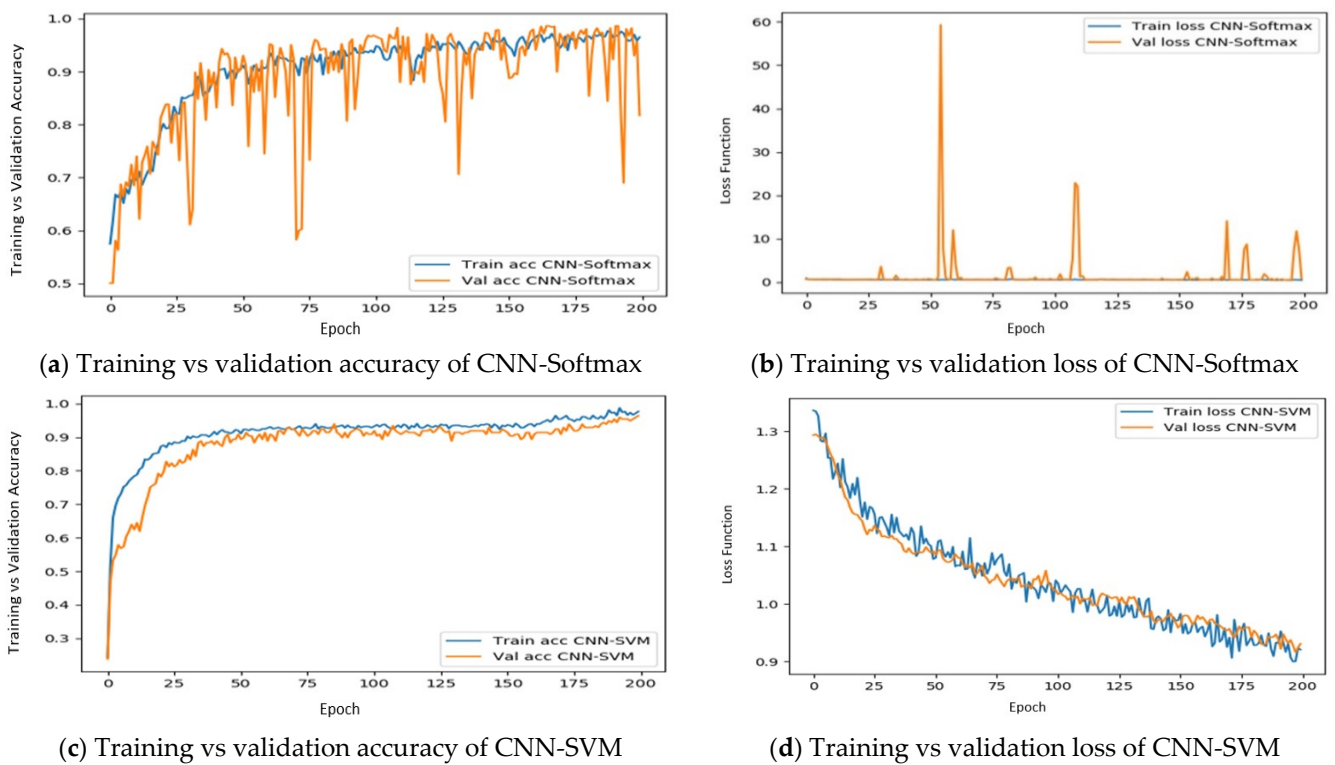 Training vs Validation Accuracy
1.0
0.9
0.8
0.7
0.6
0.5
Train acc CNN-Softmax
Val acc CNN-Softmax
0 25 50 75 100 125 150 175 200
Epoch
(a) Training vs validation accuracy of CNN-Softmax
Loss Function
60
50
40
30
20
10
0
Train loss CNN-Softmax
Val loss CNN-Softmax
0 25 50 75 100 125 150 175 200
Epoch
(b) Training vs validation loss of CNN-Softmax
Training vs Validation Accuracy
1.0
0.9
0.8
0.7
0.6
0.5
0.4
0.3
Train acc CNN-SVM
Val acc CNN-SVM
0 25 50 75 100 125 150 175 200
Epoch
(c) Training vs validation accuracy of CNN-SVM
Loss Function
1.3
1.2
1.1
1.0
0.9
Train loss CNN-SVM
Val loss CNN-SVM
0 25 50 75 100 125 150 175 200
Epoch
(d) Training vs validation loss of CNN-SVM